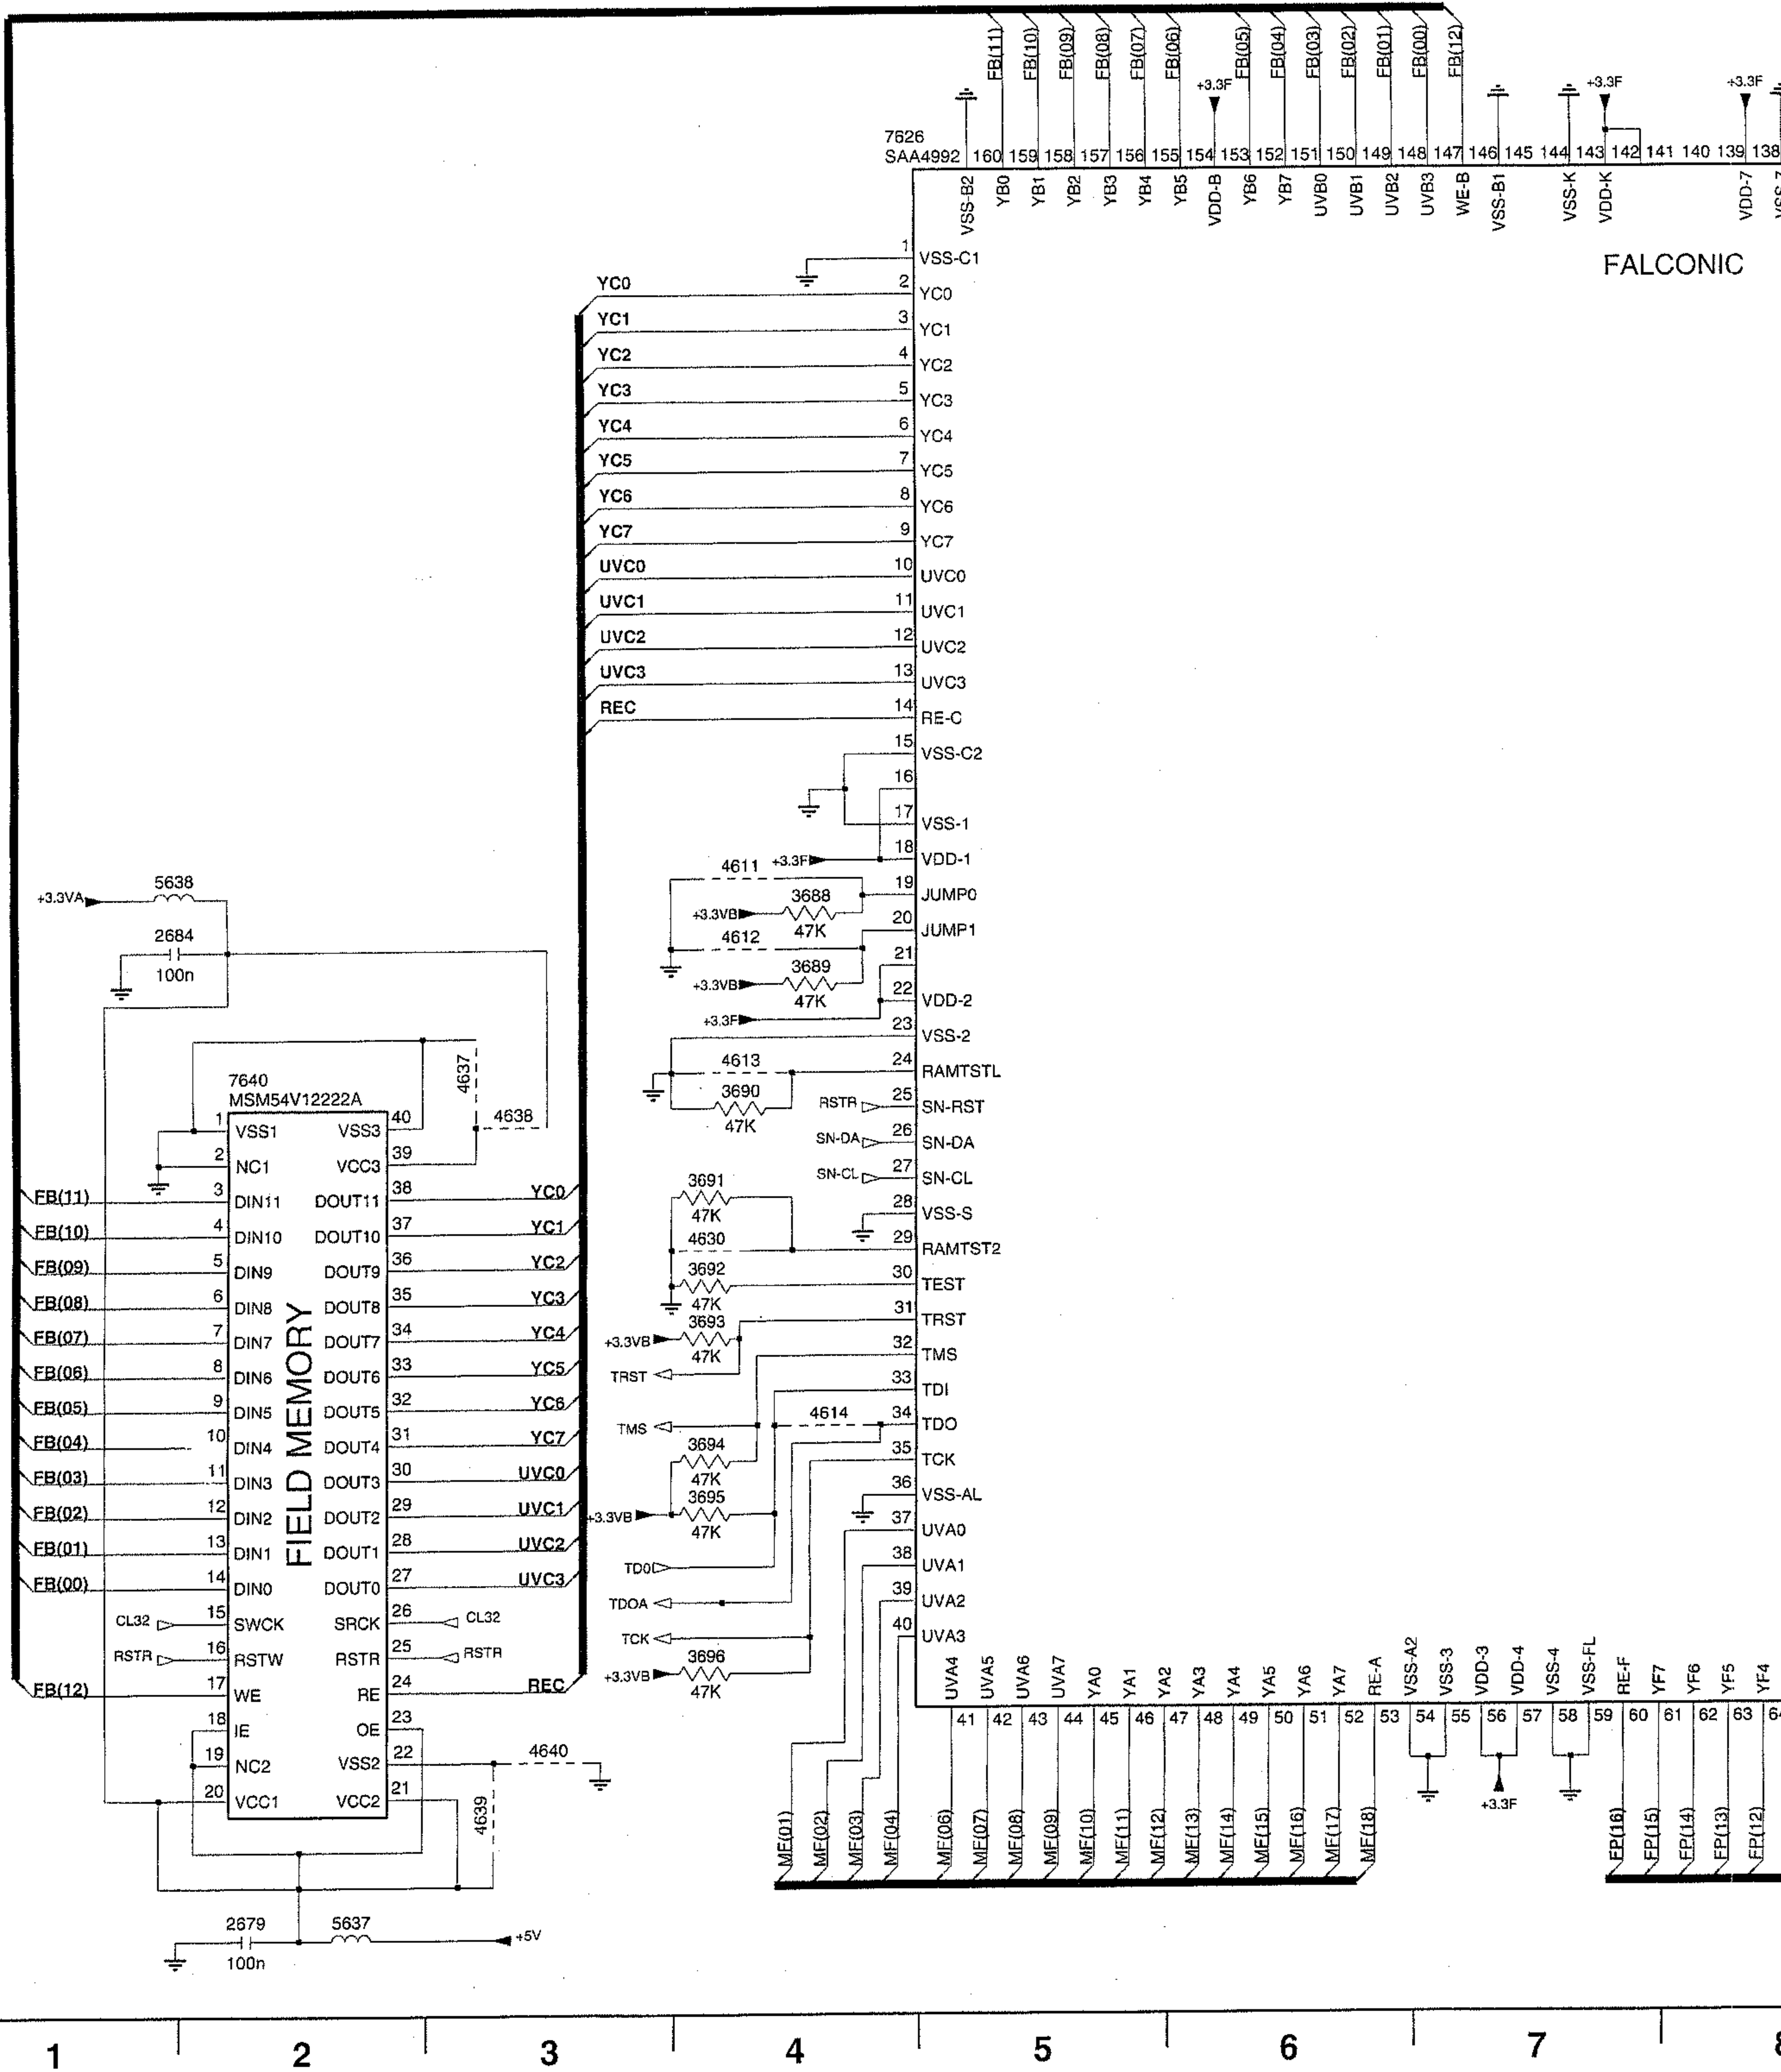 FB(11) FB(10) FB(09) FB(08) FB(07) FB(06) FB(05) FB(04) FB(03) FB(02) FB(01) FB(00) FB(12)
+3.3F +3.3F +3.3F
7626
SAA4992 160 159 158 157 156 155 154 153 152 151 150 149 148 147 146 145 144 143 142 141 140 139 138
VSS-B2 YB0 YB1 YB2 YB3 YB4 YB5 VDD-B YB6 YB7 UVB0 UVB1 UVB2 UVB3 WE-B VSS-B1 VSS-K VDD-K VDD-7
FALCONIC
1 VSS-C1
YC0 2 YC0
YC1 3 YC1
YC2 4 YC2
YC3 5 YC3
YC4 6 YC4
YC5 7 YC5
YC6 8 YC6
YC7 9 YC7
UVC0 10 UVC0
UVC1 11 UVC1
UVC2 12 UVC2
UVC3 13 UVC3
REC 14 RE-C
15 VSS-C2
16
17 VSS-1
4611 +3.3F 18 VDD-1
19 JUMP0
3688
+3.3VB
47K
20 JUMP1
4612
21
3689
+3.3VB
47K
22 VDD-2
+3.3F
23 VSS-2
4613 24 RAMTSTL
3690
47K
RSTR 25 SN-RST
SN-DA 26 SN-DA
SN-CL 27 SN-CL
28 VSS-S
3691
47K
4630 29 RAMTST2
3692 30 TEST
47K
3693 31 TRST
+3.3VB
47K
TRST
32 TMS
33 TDI
TMS 4614 34 TDO
3694
47K
35 TCK
36 VSS-AL
3695
+3.3VB
47K
37 UVA0
TD0 38 UVA1
TDOA 39 UVA2
TCK 40 UVA3
3696
+3.3VB
47K
5638
+3.3VA
2684
100n
4637
4638
7640
MSM54V12222A
FIELD MEMORY
1 VSS1 VSS3 40
2 NC1 VCC3 39
FB(11) 3 DIN11 DOUT11 38 YC0
FB(10) 4 DIN10 DOUT10 37 YC1
FB(09) 5 DIN9 DOUT9 36 YC2
FB(08) 6 DIN8 DOUT8 35 YC3
FB(07) 7 DIN7 DOUT7 34 YC4
FB(06) 8 DIN6 DOUT6 33 YC5
FB(05) 9 DIN5 DOUT5 32 YC6
FB(04) 10 DIN4 DOUT4 31 YC7
FB(03) 11 DIN3 DOUT3 30 UVC0
FB(02) 12 DIN2 DOUT2 29 UVC1
FB(01) 13 DIN1 DOUT1 28 UVC2
FB(00) 14 DIN0 DOUT0 27 UVC3
CL32 15 SWCK SRCK 26 CL32
RSTR 16 RSTW RSTR 25 RSTR
FB(12) 17 WE RE 24 REC
18 IE OE 23
19 NC2 VSS2 22 4640
20 VCC1 VCC2 21
4639
2679 5637 +5V
100n
UVA4 UVA5 UVA6 UVA7 YA0 YA1 YA2 YA3 YA4 YA5 YA6 YA7 RE-A VSS-A2 VSS-3 VDD-3 VDD-4 VSS-4 VSS-FL RE-F YF7 YF6 YF5 YF4
41 42 43 44 45 46 47 48 49 50 51 52 53 54 55 56 57 58 59 60 61 62 63
+3.3F
MF(01) MF(02) MF(03) MF(04) MF(06) MF(07) MF(08) MF(09) MF(10) MF(11) MF(12) MF(13) MF(14) MF(15) MF(16) MF(17) MF(18) FP(16) FP(15) FP(14) FP(13) FP(12)
1 2 3 4 5 6 7